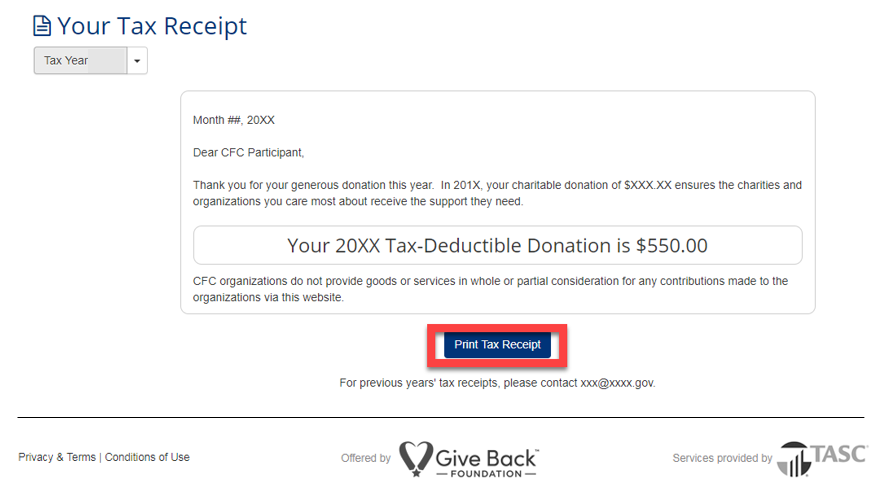 Your Tax Receipt
Tax Year
Month ##, 20XX
Dear CFC Participant,
Thank you for your generous donation this year.  In 201X, your charitable donation of $XXX.XX ensures the charities and
organizations you care most about receive the support they need.
Your 20XX Tax-Deductible Donation is $550.00
CFC organizations do not provide goods or services in whole or partial consideration for any contributions made to the
organizations via this website.
Print Tax Receipt
For previous years' tax receipts, please contact xxx@xxxx.gov.
Privacy & Terms | Conditions of Use
Offered by
Give Back™
FOUNDATION
Services provided by
TASC